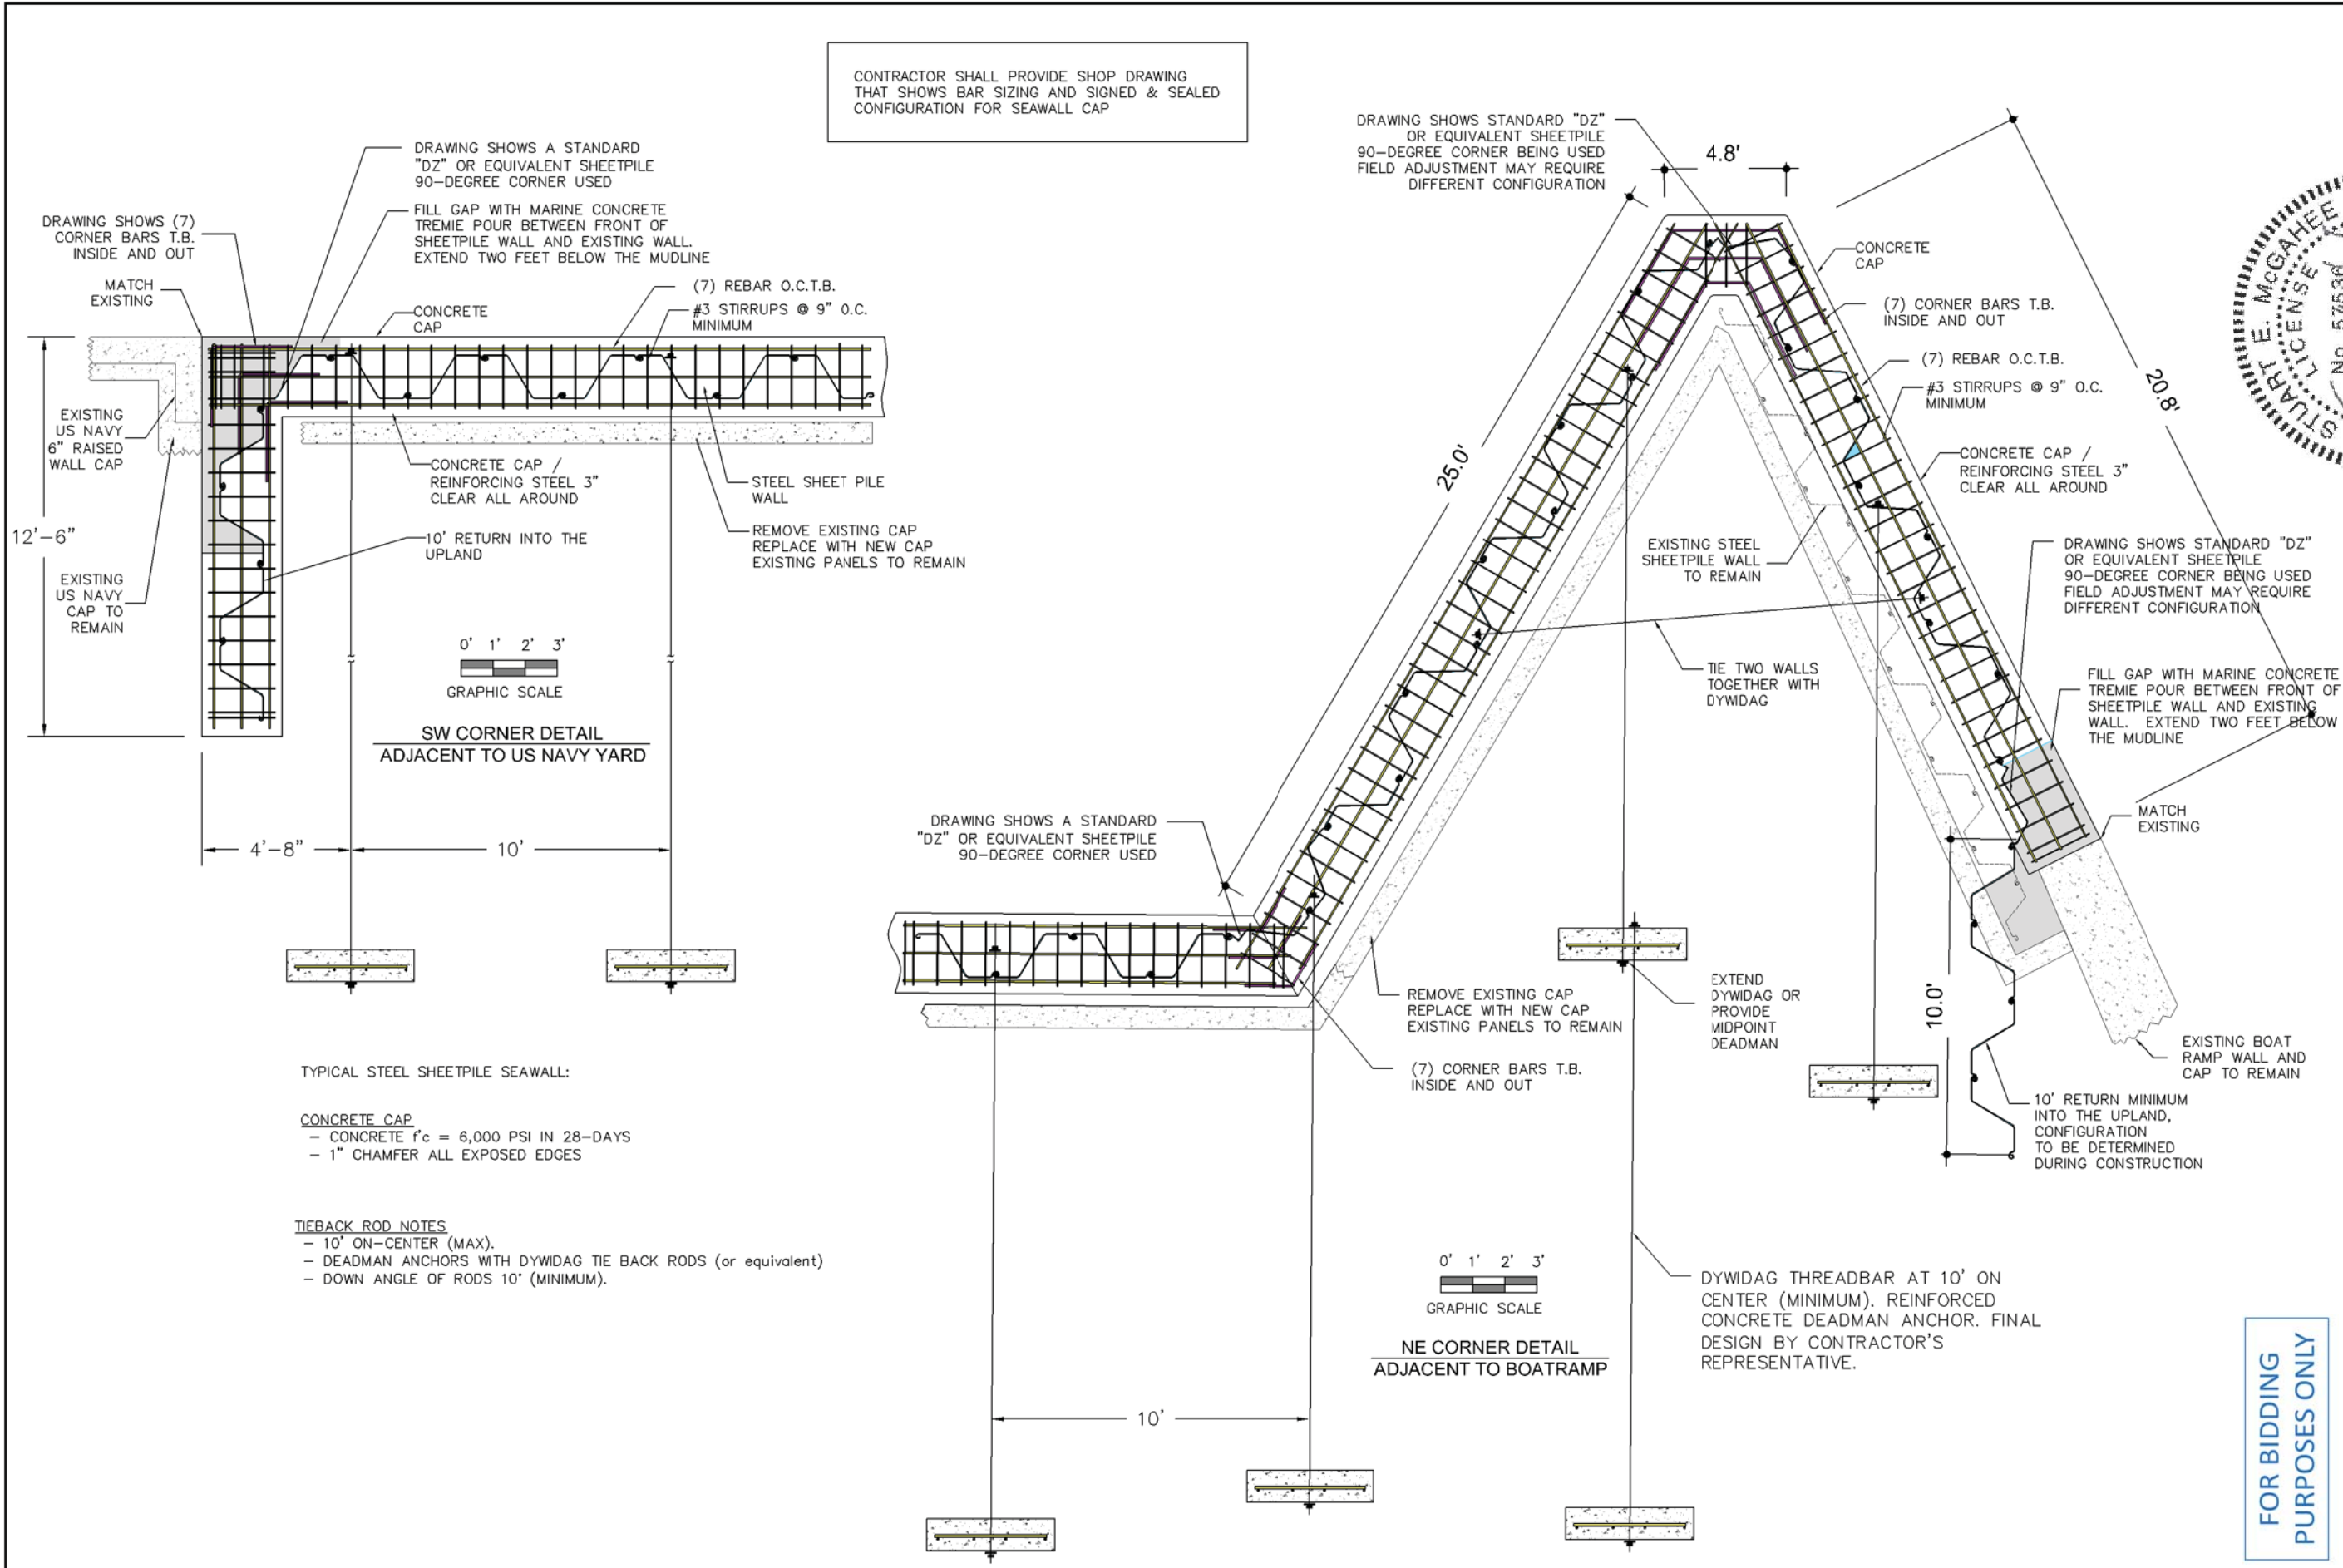 CONTRACTOR SHALL PROVIDE SHOP DRAWING
THAT SHOWS BAR SIZING AND SIGNED & SEALED
CONFIGURATION FOR SEAWALL CAP
DRAWING SHOWS A STANDARD
"DZ" OR EQUIVALENT SHEETPILE
90-DEGREE CORNER USED
FILL GAP WITH MARINE CONCRETE
TREMIE POUR BETWEEN FRONT OF
SHEETPILE WALL AND EXISTING WALL.
EXTEND TWO FEET BELOW THE MUDLINE
DRAWING SHOWS (7)
CORNER BARS T.B.
INSIDE AND OUT
MATCH
EXISTING
CONCRETE
CAP
(7) REBAR O.C.T.B.
#3 STIRRUPS @ 9" O.C.
MINIMUM
EXISTING
US NAVY
6" RAISED
WALL CAP
12'-6"
EXISTING
US NAVY
CAP TO
REMAIN
CONCRETE CAP /
REINFORCING STEEL 3"
CLEAR ALL AROUND
10' RETURN INTO THE
UPLAND
STEEL SHEET PILE
WALL
REMOVE EXISTING CAP
REPLACE WITH NEW CAP
EXISTING PANELS TO REMAIN
0' 1' 2' 3'
GRAPHIC SCALE
SW CORNER DETAIL
ADJACENT TO US NAVY YARD
4'-8"
10'
TYPICAL STEEL SHEETPILE SEAWALL:
CONCRETE CAP
- CONCRETE f'c = 6,000 PSI IN 28-DAYS
- 1" CHAMFER ALL EXPOSED EDGES
TIEBACK ROD NOTES
- 10' ON-CENTER (MAX).
- DEADMAN ANCHORS WITH DYWIDAG TIE BACK RODS (or equivalent)
- DOWN ANGLE OF RODS 10° (MINIMUM).
DRAWING SHOWS STANDARD "DZ"
OR EQUIVALENT SHEETPILE
90-DEGREE CORNER BEING USED
FIELD ADJUSTMENT MAY REQUIRE
DIFFERENT CONFIGURATION
4.8'
25.0'
20.8'
CONCRETE
CAP
(7) CORNER BARS T.B.
INSIDE AND OUT
(7) REBAR O.C.T.B.
#3 STIRRUPS @ 9" O.C.
MINIMUM
CONCRETE CAP /
REINFORCING STEEL 3"
CLEAR ALL AROUND
EXISTING STEEL
SHEETPILE WALL
TO REMAIN
DRAWING SHOWS STANDARD "DZ"
OR EQUIVALENT SHEETPILE
90-DEGREE CORNER BEING USED
FIELD ADJUSTMENT MAY REQUIRE
DIFFERENT CONFIGURATION
TIE TWO WALLS
TOGETHER WITH
DYWIDAG
FILL GAP WITH MARINE CONCRETE
TREMIE POUR BETWEEN FRONT OF
SHEETPILE WALL AND EXISTING
WALL. EXTEND TWO FEET BELOW
THE MUDLINE
MATCH
EXISTING
DRAWING SHOWS A STANDARD
"DZ" OR EQUIVALENT SHEETPILE
90-DEGREE CORNER USED
REMOVE EXISTING CAP
REPLACE WITH NEW CAP
EXISTING PANELS TO REMAIN
(7) CORNER BARS T.B.
INSIDE AND OUT
EXTEND
DYWIDAG OR
PROVIDE
MIDPOINT
DEADMAN
10.0'
EXISTING BOAT
RAMP WALL AND
CAP TO REMAIN
10' RETURN MINIMUM
INTO THE UPLAND,
CONFIGURATION
TO BE DETERMINED
DURING CONSTRUCTION
0' 1' 2' 3'
GRAPHIC SCALE
NE CORNER DETAIL
ADJACENT TO BOATRAMP
DYWIDAG THREADBAR AT 10' ON
CENTER (MINIMUM). REINFORCED
CONCRETE DEADMAN ANCHOR. FINAL
DESIGN BY CONTRACTOR'S
REPRESENTATIVE.
10'
STUART E. McGAHEE
LICENSE
FOR BIDDING
PURPOSES ONLY